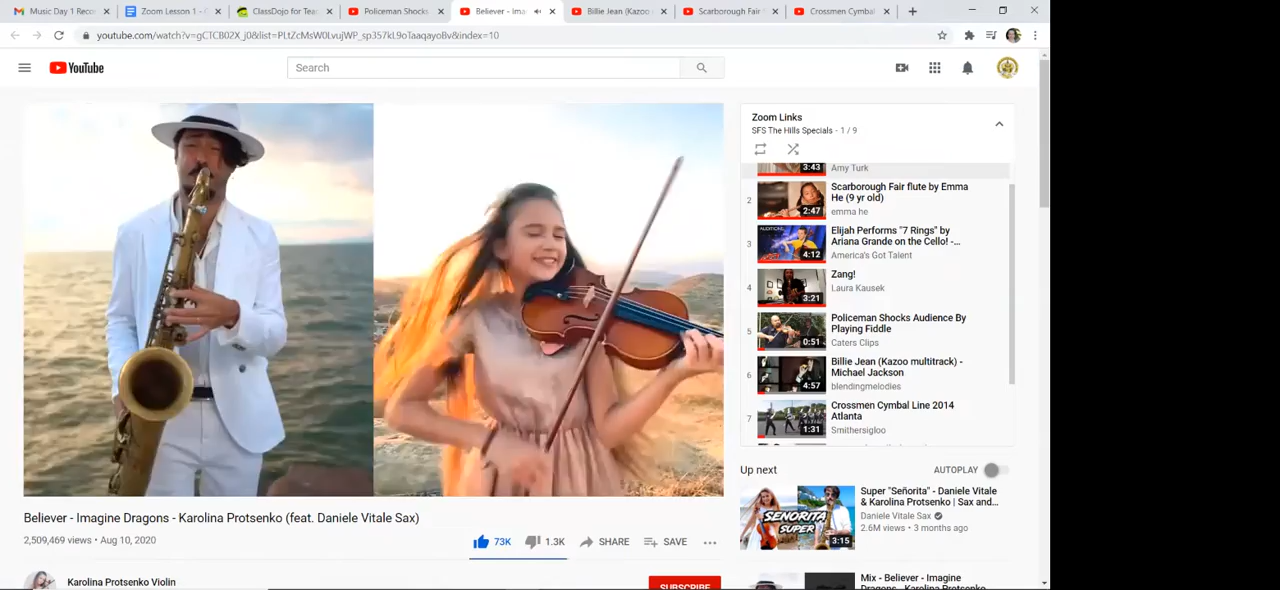 Music Day 1 Reco
Zoom Lesson 1 - G
ClassDojo for Tea
Policeman Shocks
Believer - Ima
Billie Jean (Kazoo
Scarborough Fair
Crossmen Cymbal
youtube.com/watch?v=gCTCB02X_j0&list=PLtZcMsW0LvujWP_sp357kL9oTaaqayoBv&index=10
YouTube
Search
Zoom Links
SFS The Hills Specials - 1 / 9
3:43
Amy Turk
2
Scarborough Fair flute by Emma
He (9 yr old)
2:47
emma he
3
Elijah Performs "7 Rings" by
Ariana Grande on the Cello! -...
4:12
America's Got Talent
4
Zang!
Laura Kausek
3:21
5
Policeman Shocks Audience By
Playing Fiddle
0:51
Caters Clips
6
Billie Jean (Kazoo multitrack) -
Michael Jackson
4:57
blendingmelodies
7
Crossmen Cymbal Line 2014
Atlanta
1:31
Smithersigloo
Up next
AUTOPLAY
SEÑORITA
SUPER
3:15
Super "Señorita" - Daniele Vitale
& Karolina Protsenko | Sax and...
Daniele Vitale Sax
2.6M views • 3 months ago
Mix - Believer - Imagine
Dragons - Karolina Protsenko
Believer - Imagine Dragons - Karolina Protsenko (feat. Daniele Vitale Sax)
2,509,469 views • Aug 10, 2020
73K
1.3K
SHARE
SAVE
Karolina Protsenko Violin
SUBSCRIBE